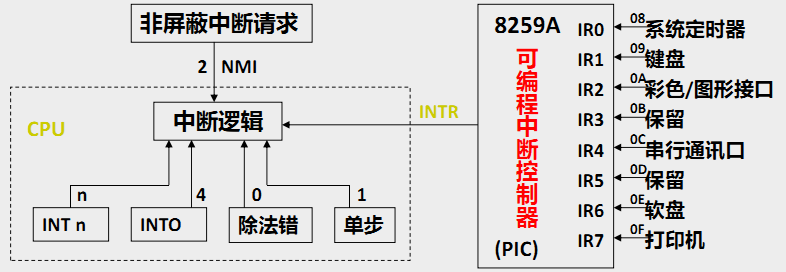 非屏蔽中断请求
2 NMI
CPU
中断逻辑
n
4
0
1
INT n
INTO
除法错
单步
INTR
8259A
可编程中断控制器
(PIC)
IR0 08 系统定时器
IR1 09 键盘
IR2 0A 彩色/图形接口
IR3 0B 保留
IR4 0C 串行通讯口
IR5 0D 保留
IR6 0E 软盘
IR7 0F 打印机